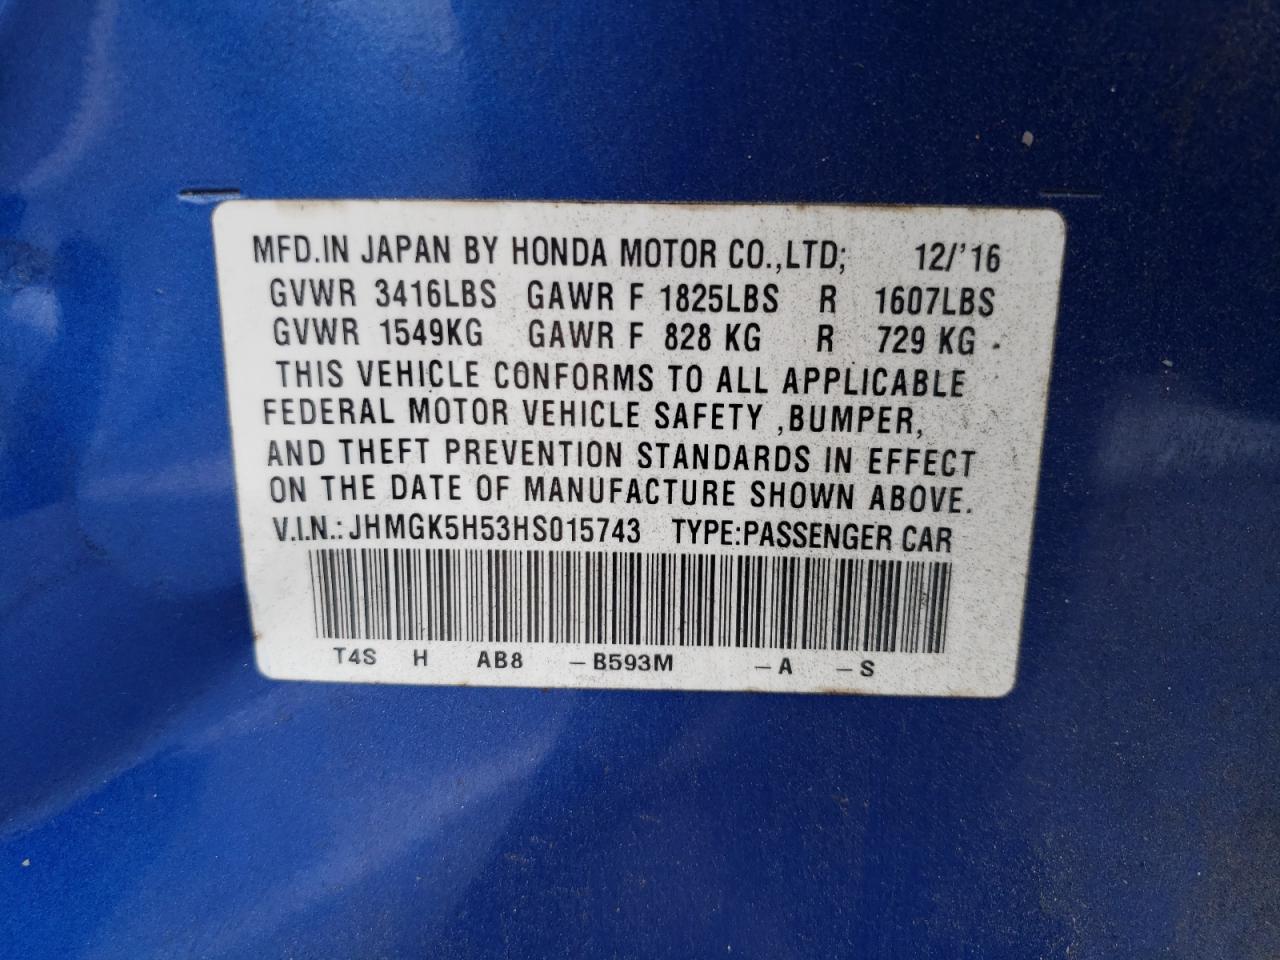 MFD.IN JAPAN BY HONDA MOTOR CO.,LTD; 12/'16
GVWR 3416LBS GAWR F 1825LBS R 1607LBS
GVWR 1549KG GAWR F 828 KG R 729 KG
THIS VEHICLE CONFORMS TO ALL APPLICABLE
FEDERAL MOTOR VEHICLE SAFETY ,BUMPER,
AND THEFT PREVENTION STANDARDS IN EFFECT
ON THE DATE OF MANUFACTURE SHOWN ABOVE.
V.I.N.: JHMGK5H53HS015743 TYPE:PASSENGER CAR
T4S H AB8 -B593M -A -S